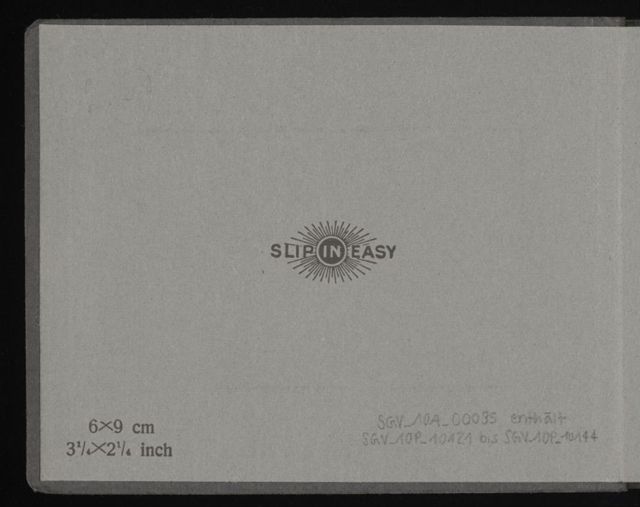 SLIP IN EASY
6×9 cm
3¹/₄×2¹/₄ inch
SGV_10A_00035 enthält
SGV_10P_10121 bis SGV_10P_10144